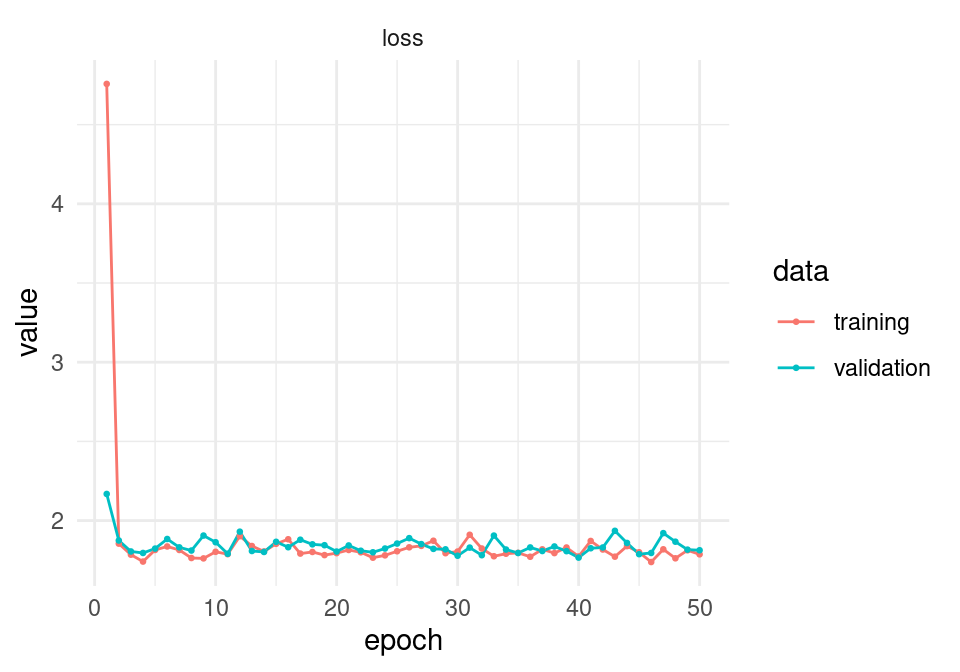 loss
4
3
2
value
0 10 20 30 40 50
epoch
data
training
validation